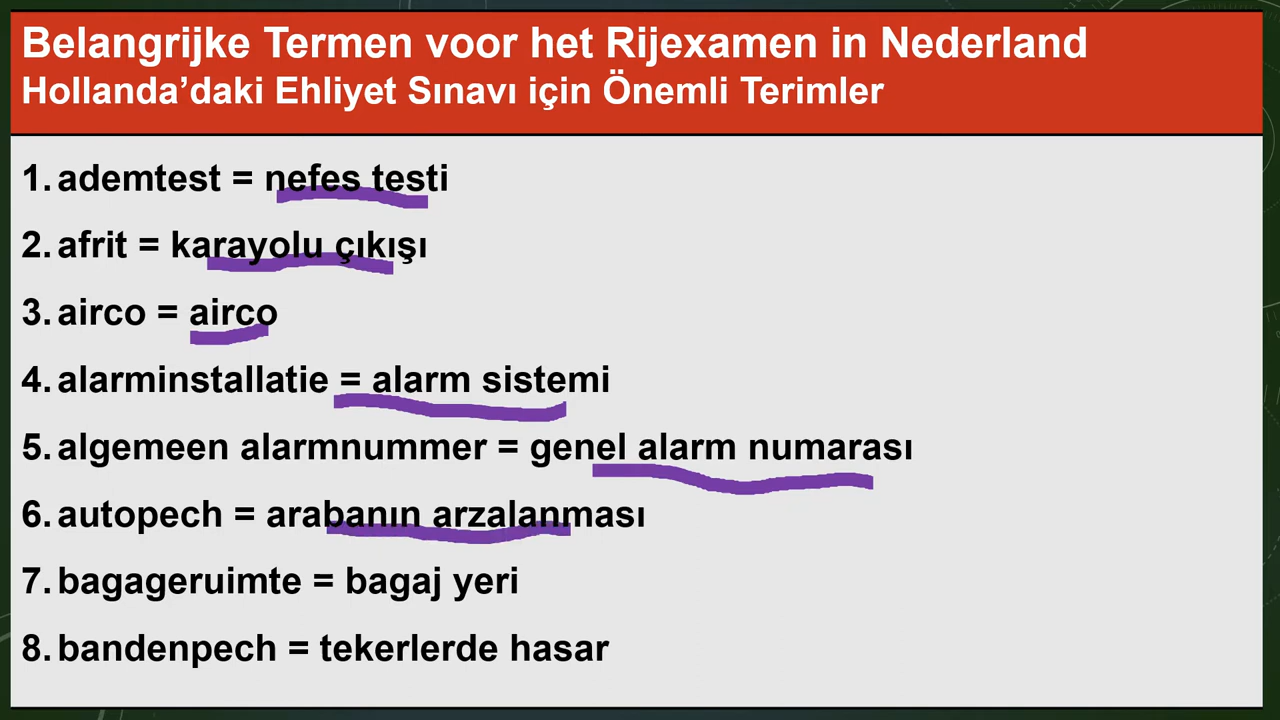 Belangrijke Termen voor het Rijexamen in Nederland
Hollanda’daki Ehliyet Sınavı için Önemli Terimler
1. ademtest = nefes testi
2. afrit = karayolu çıkışı
3. airco = airco
4. alarminstallatie = alarm sistemi
5. algemeen alarmnummer = genel alarm numarası
6. autopech = arabanın arzalanması
7. bagageruimte = bagaj yeri
8. bandenpech = tekerlerde hasar